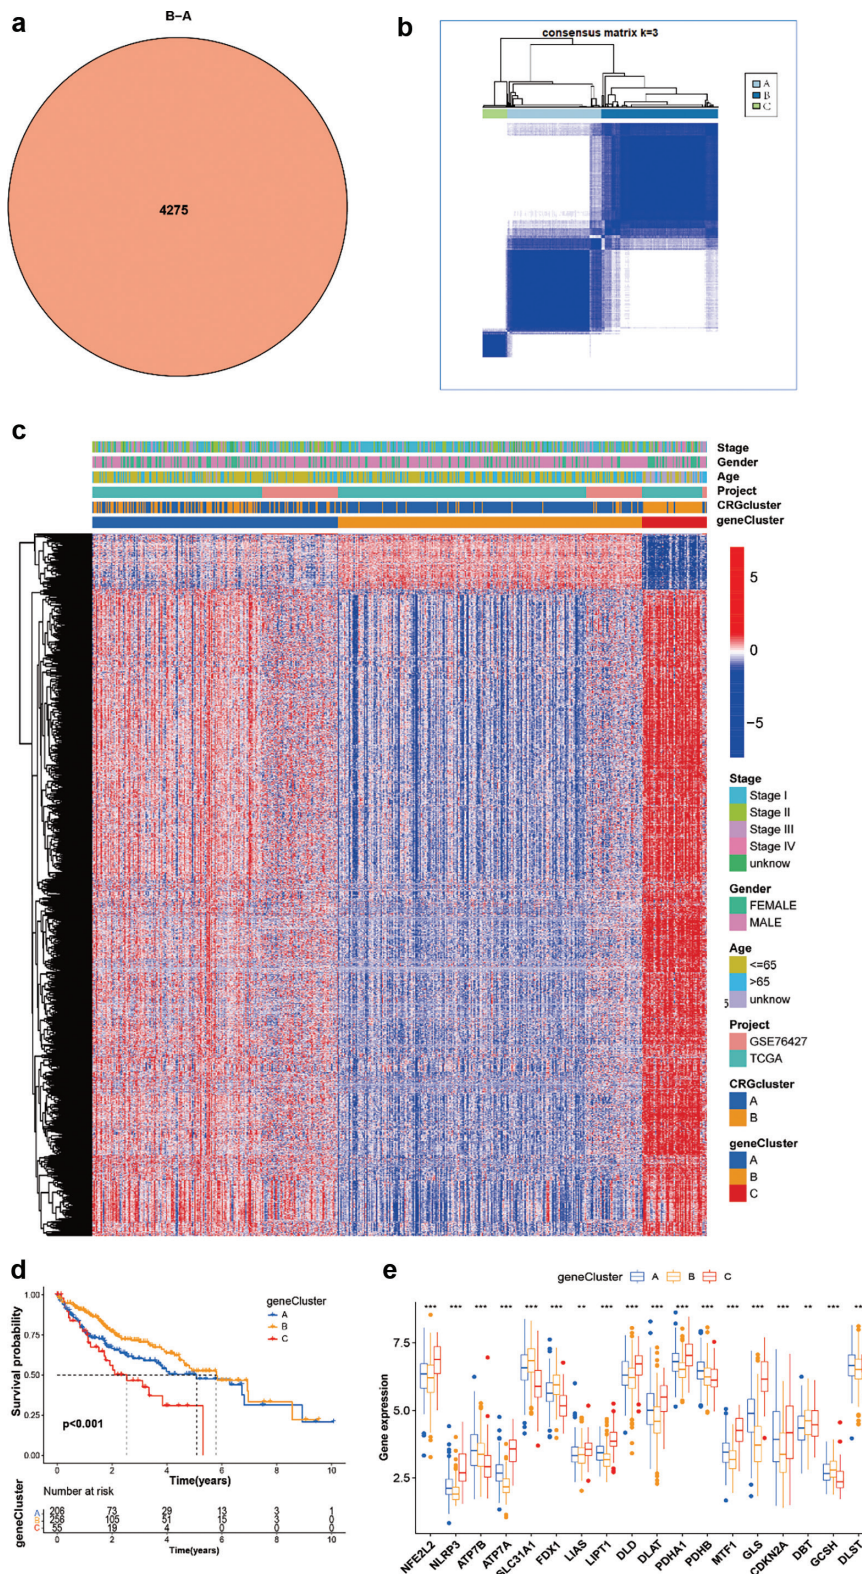 a
B−A
4275
b
consensus matrix k=3
A
B
C
c
Stage
Gender
Age
Project
CRGcluster
geneCluster
5
0
−5
Stage
Stage I
Stage II
Stage III
Stage IV
unknow
Gender
FEMALE
MALE
Age
<=65
>65
unknow
5
Project
GSE76427
TCGA
CRGcluster
A
B
geneCluster
A
B
C
d
geneCluster
A
B
C
Survival probability
1.00
0.75
0.50
0.25
0.00
p<0.001
0 2 4 6 8 10
Time(years)
Number at risk
geneCluster
A 206 73 29 13 3 1
B 256 105 51 15 3 0
C 55 19 4 0 0 0
0 2 4 6 8 10
Time(years)
e
geneCluster A B C
*** *** *** *** *** *** ** *** *** *** *** *** *** *** *** ** *** ***
Gene expression
7.5
5.0
2.5
NFE2L2
NLRP3
ATP7B
ATP7A
SLC31A1
FDX1
LIAS
LIPT1
DLD
DLAT
PDHA1
PDHB
MTF1
GLS
CDKN2A
DBT
GCSH
DLST